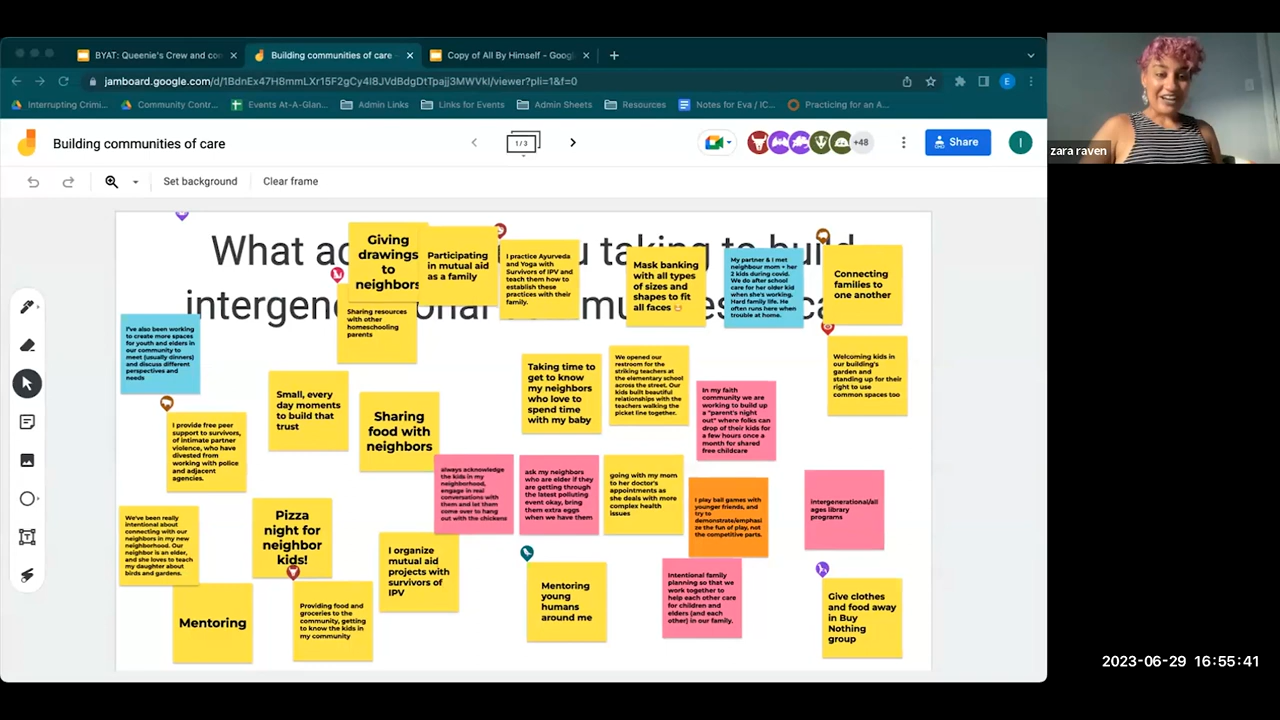 BYAT: Queenie's Crew and co
Building communities of care
Copy of All By Himself - Goog
jamboard.google.com/d/1BdnEx47H8mmLXr15F2gCy4I8JVdBdgDtTpajj3MWVkI/viewer?pli=1&f=0
E
Interrupting Crimi...
Community Contr...
Events At-A-Glan...
Admin Links
Links for Events
Admin Sheets
Resources
Notes for Eva / IC...
Practicing for an A...
Building communities of care
1 / 3
+48
Share
I
Set background
Clear frame
zara raven
What ac
u taking to build
intergen
onal
Giving
drawings
to
neighbors
Participating
in mutual aid
as a family
I practice Ayurveda
and Yoga with
Survivors of IPV and
teach them how to
establish these
practices with their
family.
Mask banking
with all types
of sizes and
shapes to fit
all faces
My partner & I met
neighbour mom + her
2 kids during covid.
We do after school
care for her older kid
when she's working.
Hard family life. He
often runs here when
trouble at home.
Connecting
families to
one another
Sharing resources
with other
homeschooling
parents
I've also been working
to create more spaces
for youth and elders in
our community to
meet (usually dinners)
and discuss different
perspectives and
needs
Small, every
day moments
to build that
trust
Sharing
food with
neighbors
Taking time to
get to know
my neighbors
who love to
spend time
with my baby
We opened our
restroom for the
striking teachers at
the elementary school
across the street. Our
kids built beautiful
relationships with the
teachers walking the
picket line together.
In my faith
community we are
working to build up
a "parent's night
out" where folks can
drop of their kids for
a few hours once a
month for shared
free childcare
Welcoming kids in
our building's
garden and
standing up for their
right to use
common spaces too
I provide free peer
support to survivors,
of intimate partner
violence, who have
divested from
working with police
and adjacent
agencies.
always acknowledge
the kids in my
neighborhood,
engage in real
conversations with
them and let them
come over to hang
out with the chickens
ask my neighbors
who are elder if they
are getting through
the latest polluting
event okay, bring
them extra eggs
when we have them
going with my mom
to her doctor's
appointments as
she deals with more
complex health
issues
I play ball games with
younger friends, and
try to
demonstrate/emphasi
ze the fun of play, not
the competitive parts.
intergenerational/all
ages library
programs
We've been really
intentional about
connecting with our
neighbors in my new
neighborhood. Our
neighbor is an elder,
and she loves to teach
my daughter about
birds and gardens.
Pizza
night for
neighbor
kids!
I organize
mutual aid
projects with
survivors of
IPV
Mentoring
young
humans
around me
Intentional family
planning so that we
work together to
help each other care
for children and
elders (and each
other) in our family.
Give clothes
and food away
in Buy
Nothing
group
Mentoring
Providing food and
groceries to the
community, getting
to know the kids in
my community
2023-06-29 16:55:41